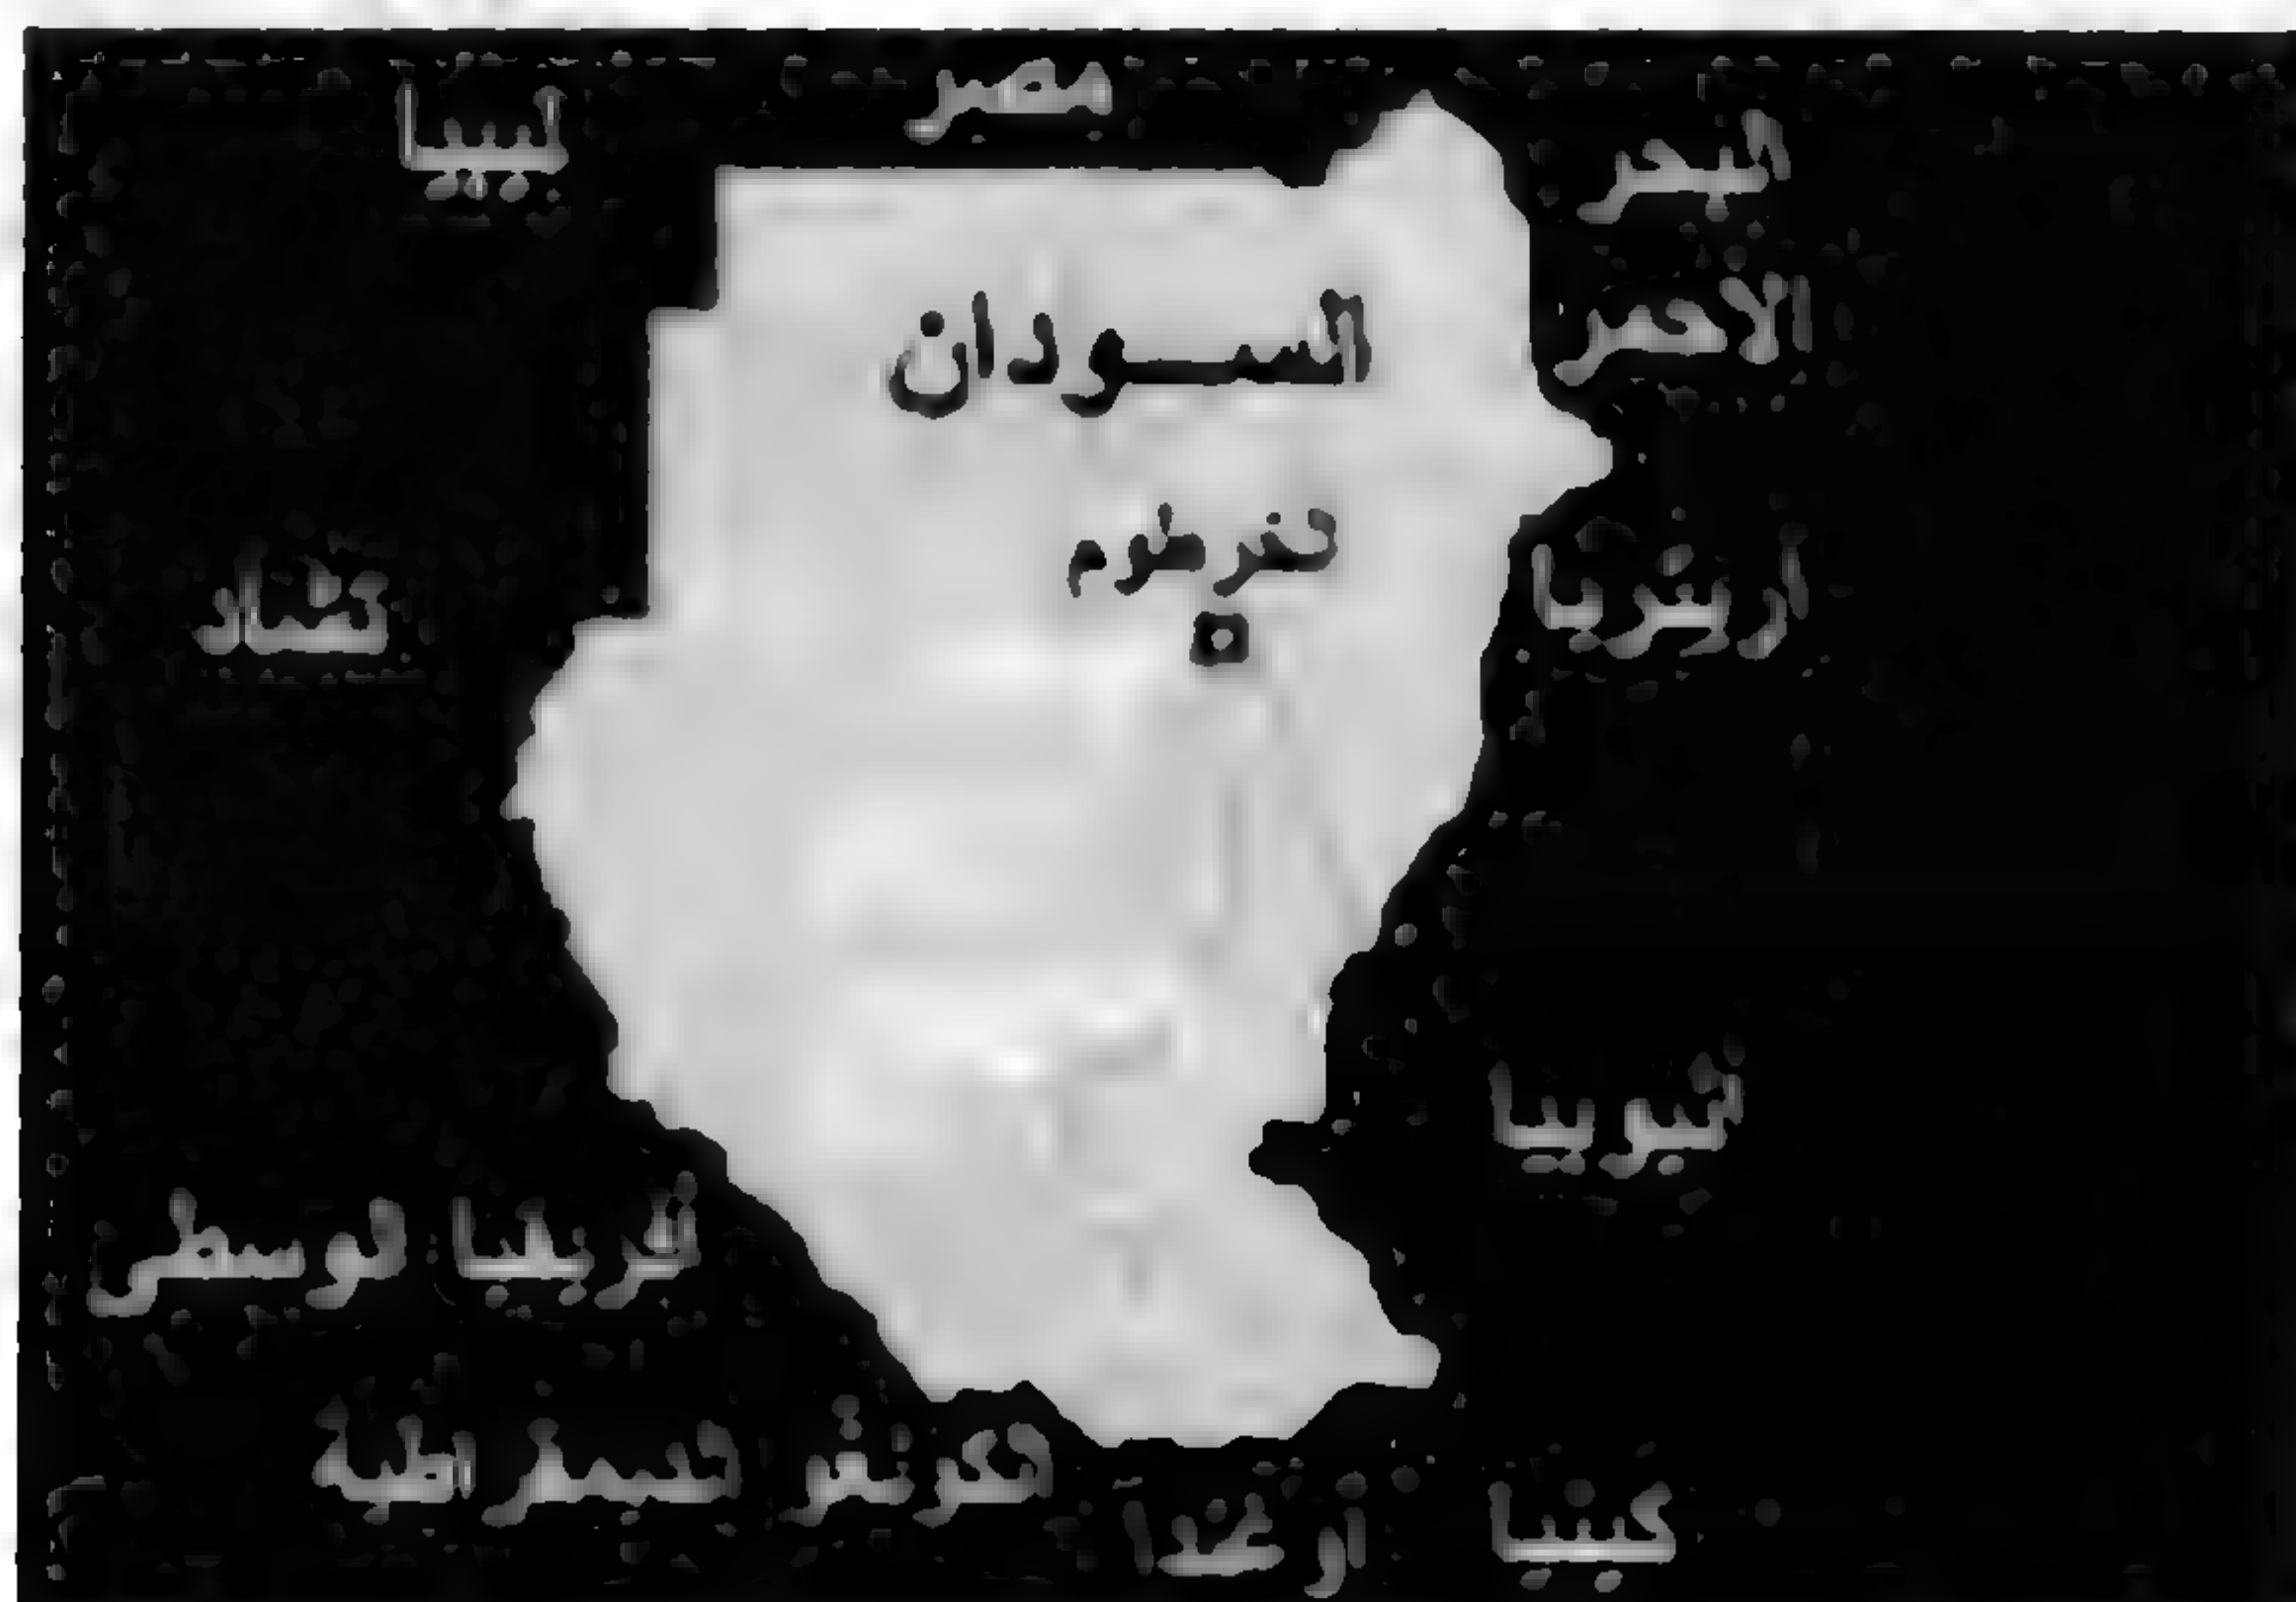 مصر
ليبيا
البحر
الاحمر
السودان
الخرطوم
تشاد
اريتريا
اثيوبيا
افريقيا الوسطى
الكونغو الديمقراطية
اوغندا
كينيا